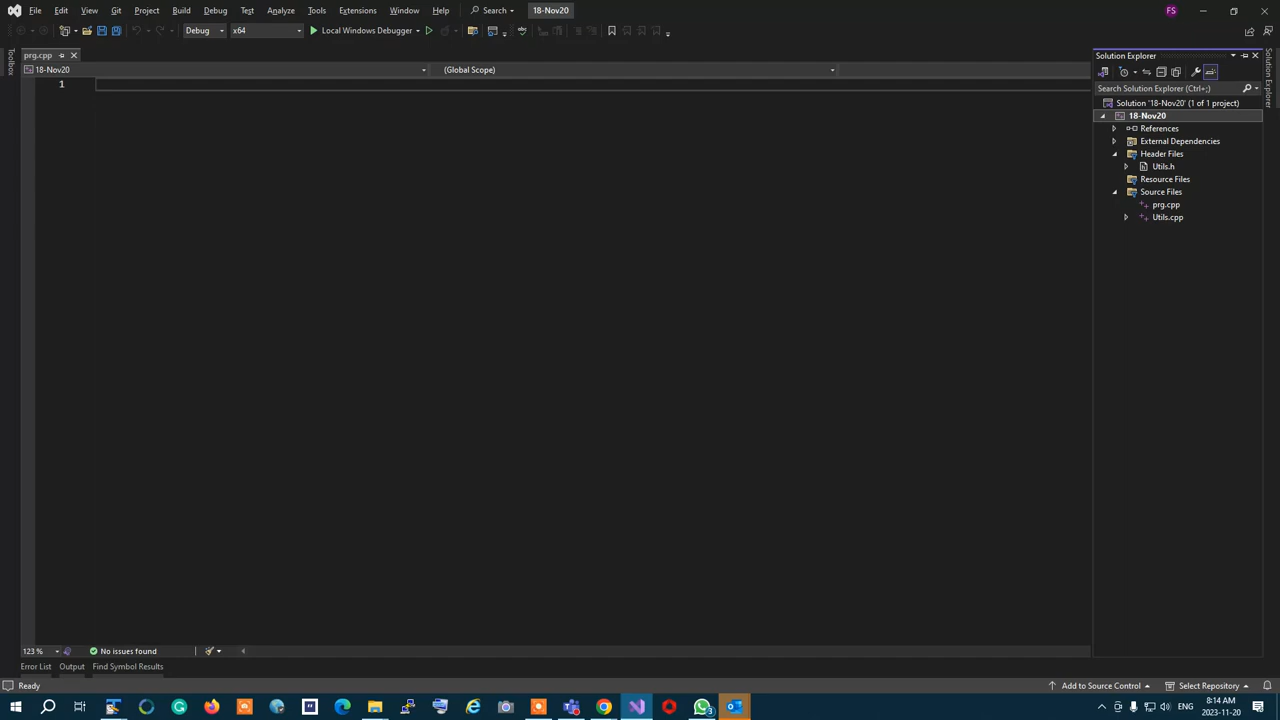 File Edit View Git Project Build Debug Test Analyze Tools Extensions Window Help Search 18-Nov20 FS
Debug x64 Local Windows Debugger
Toolbox
prg.cpp
18-Nov20 (Global Scope)
1
Solution Explorer
Search Solution Explorer (Ctrl+;)
Solution '18-Nov20' (1 of 1 project)
18-Nov20
References
External Dependencies
Header Files
Utils.h
Resource Files
Source Files
prg.cpp
Utils.cpp
Solution Explorer
123 % No issues found
Error List Output Find Symbol Results
Ready Add to Source Control Select Repository
3
ENG 8:14 AM
2023-11-20